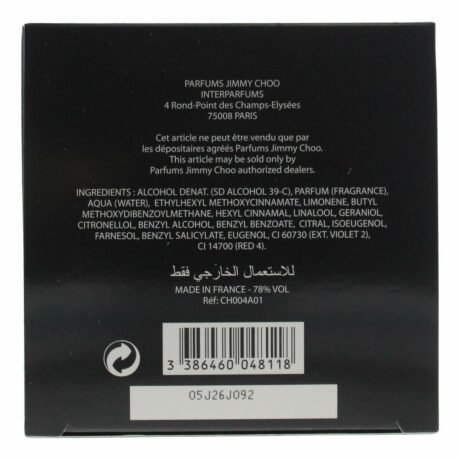 PARFUMS JIMMY CHOO
INTERPARFUMS
4 Rond-Point des Champs-Elysées
75008 PARIS
Cet article ne peut être vendu que par
les dépositaires agréés Parfums Jimmy Choo.
This article may be sold only by
Parfums Jimmy Choo authorized dealers.
INGREDIENTS : ALCOHOL DENAT. (SD ALCOHOL 39-C), PARFUM (FRAGRANCE),
AQUA (WATER), ETHYLHEXYL METHOXYCINNAMATE, LIMONENE, BUTYL
METHOXYDIBENZOYLMETHANE, HEXYL CINNAMAL, LINALOOL, GERANIOL,
CITRONELLOL, BENZYL ALCOHOL, BENZYL BENZOATE, CITRAL, ISOEUGENOL,
FARNESOL, BENZYL SALICYLATE, EUGENOL, CI 60730 (EXT. VIOLET 2),
CI 14700 (RED 4).
للاستعمال الخارجي فقط
MADE IN FRANCE - 78% VOL
Réf: CH004A01
3 386460 048118
05J26J092